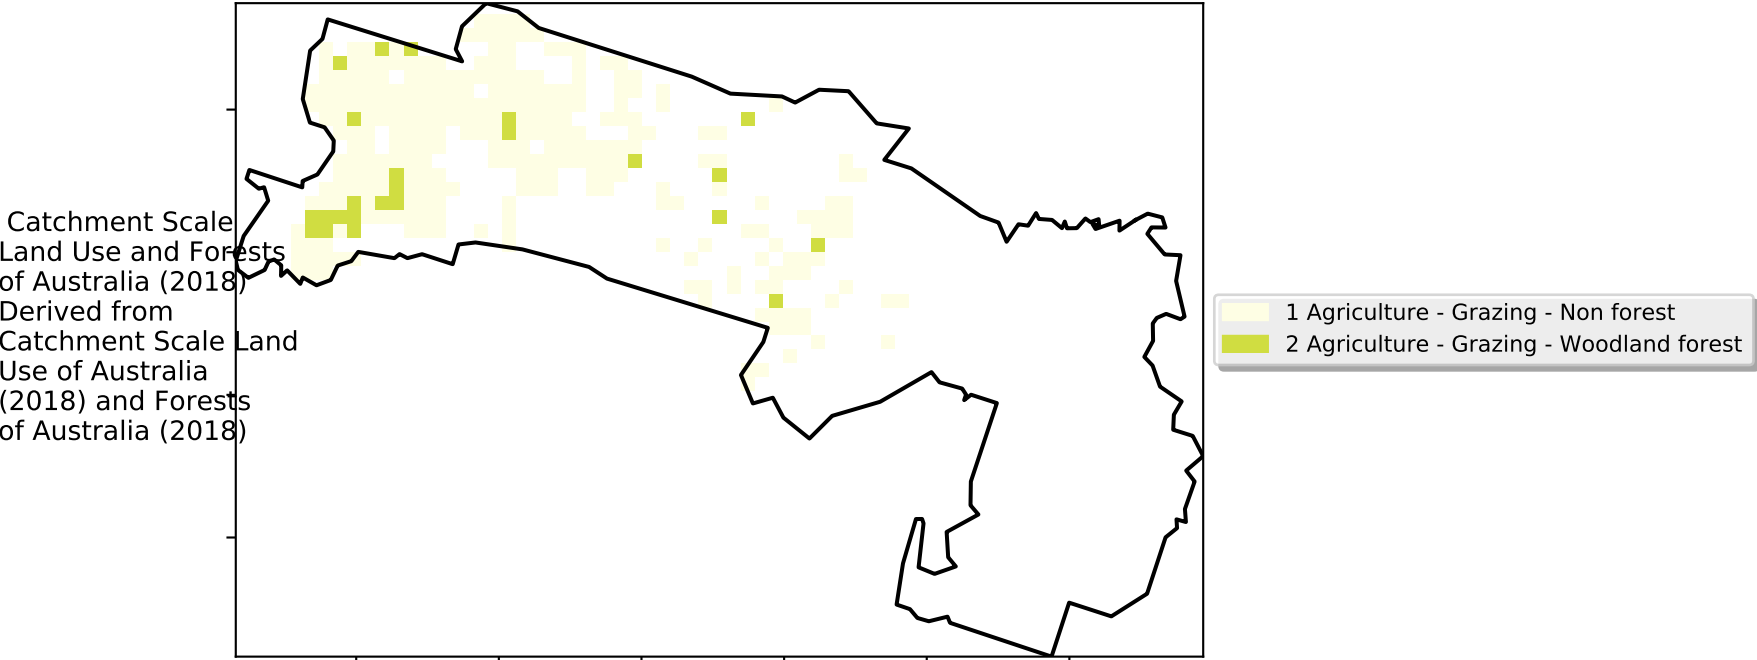 Catchment Scale
Land Use and Forests
of Australia (2018)
Derived from
Catchment Scale Land
Use of Australia
(2018) and Forests
of Australia (2018)
1 Agriculture - Grazing - Non forest
2 Agriculture - Grazing - Woodland forest